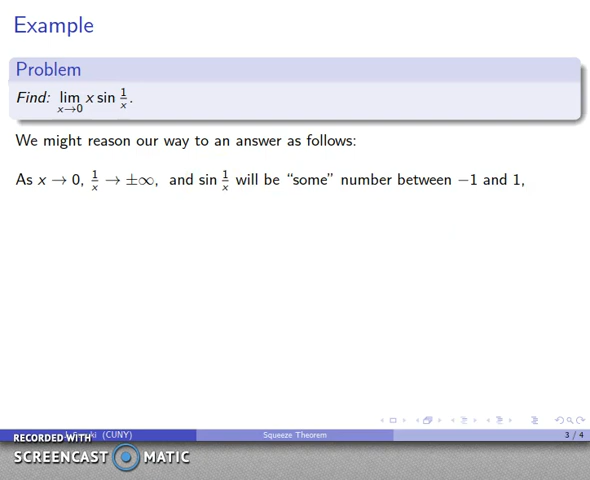 Example
Problem
Find: lim x→0 x sin 1/x.
We might reason our way to an answer as follows:
As x → 0, 1/x → ±∞, and sin 1/x will be “some” number between −1 and 1,
(CUNY) Squeeze Theorem 3 / 4
RECORDED WITH
SCREENCAST MATIC